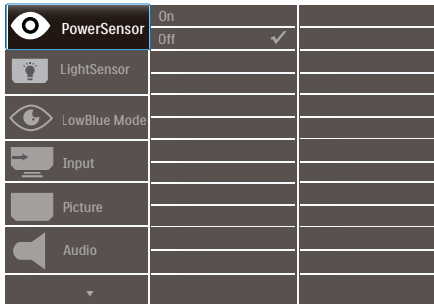 PowerSensor
On
Off
LightSensor
LowBlue Mode
Input
Picture
Audio